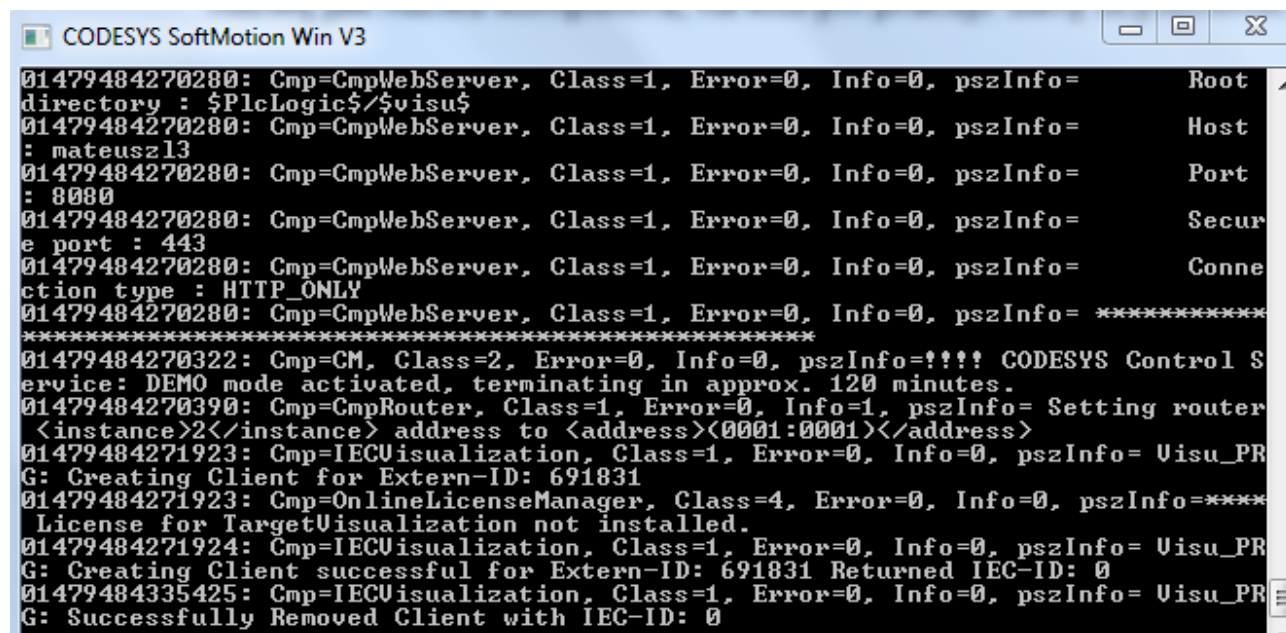 CODESYS SoftMotion Win V3
01479484270280: Cmp=CmpWebServer, Class=1, Error=0, Info=0, pszInfo=        Root
directory : $PlcLogic$/$visu$
01479484270280: Cmp=CmpWebServer, Class=1, Error=0, Info=0, pszInfo=        Host
: mateuszl3
01479484270280: Cmp=CmpWebServer, Class=1, Error=0, Info=0, pszInfo=        Port
: 8080
01479484270280: Cmp=CmpWebServer, Class=1, Error=0, Info=0, pszInfo=        Secur
e port : 443
01479484270280: Cmp=CmpWebServer, Class=1, Error=0, Info=0, pszInfo=        Conne
ction type : HTTP_ONLY
01479484270280: Cmp=CmpWebServer, Class=1, Error=0, Info=0, pszInfo= ***********
***************************************************
01479484270322: Cmp=CM, Class=2, Error=0, Info=0, pszInfo=!!!! CODESYS Control S
ervice: DEMO mode activated, terminating in approx. 120 minutes.
01479484270390: Cmp=CmpRouter, Class=1, Error=0, Info=1, pszInfo= Setting router
 <instance>2</instance> address to <address>(0001:0001)</address>
01479484271923: Cmp=IECVisualization, Class=1, Error=0, Info=0, pszInfo= Visu_PR
G: Creating Client for Extern-ID: 691831
01479484271923: Cmp=OnlineLicenseManager, Class=4, Error=0, Info=0, pszInfo=****
 License for TargetVisualization not installed.
01479484271924: Cmp=IECVisualization, Class=1, Error=0, Info=0, pszInfo= Visu_PR
G: Creating Client successful for Extern-ID: 691831 Returned IEC-ID: 0
01479484335425: Cmp=IECVisualization, Class=1, Error=0, Info=0, pszInfo= Visu_PR
G: Successfully Removed Client with IEC-ID: 0